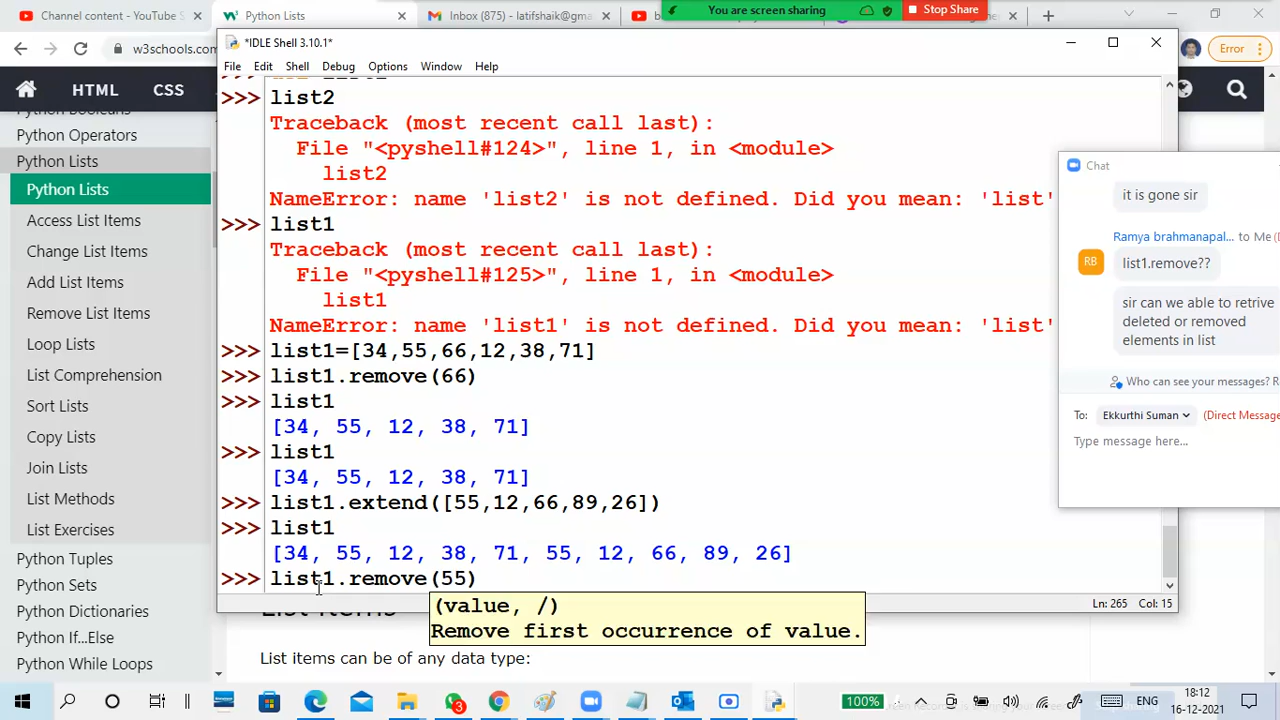 (1) YouTube
Python Lists
Inbox (875) - latifshaik@gma
You are screen sharing
Stop Share
w3schools.com
Error
*IDLE Shell 3.10.1*
File Edit Shell Debug Options Window Help
HTML CSS
Python Operators
Python Lists
Python Lists
Access List Items
Change List Items
Add List Items
Remove List Items
Loop Lists
List Comprehension
Sort Lists
Copy Lists
Join Lists
List Methods
List Exercises
Python Tuples
Python Sets
Python Dictionaries
Python If...Else
Python While Loops
>>> list2
Traceback (most recent call last):
File "<pyshell#124>", line 1, in <module>
list2
NameError: name 'list2' is not defined. Did you mean: 'list'
>>> list1
Traceback (most recent call last):
File "<pyshell#125>", line 1, in <module>
list1
NameError: name 'list1' is not defined. Did you mean: 'list'
>>> list1=[34,55,66,12,38,71]
>>> list1.remove(66)
>>> list1
[34, 55, 12, 38, 71]
>>> list1
[34, 55, 12, 38, 71]
>>> list1.extend([55,12,66,89,26])
>>> list1
[34, 55, 12, 38, 71, 55, 12, 66, 89, 26]
>>> list1.remove(55)
(value, /)
Remove first occurrence of value.
Ln: 265 Col: 15
List items can be of any data type:
Chat
it is gone sir
Ramya brahmanapal... to Me
RB
list1.remove??
sir can we able to retrive
deleted or removed
elements in list
Who can see your messages?
To: Ekkurthi Suman (Direct Message
Type message here...
3
100%
ENG
18:12
16-12-2021